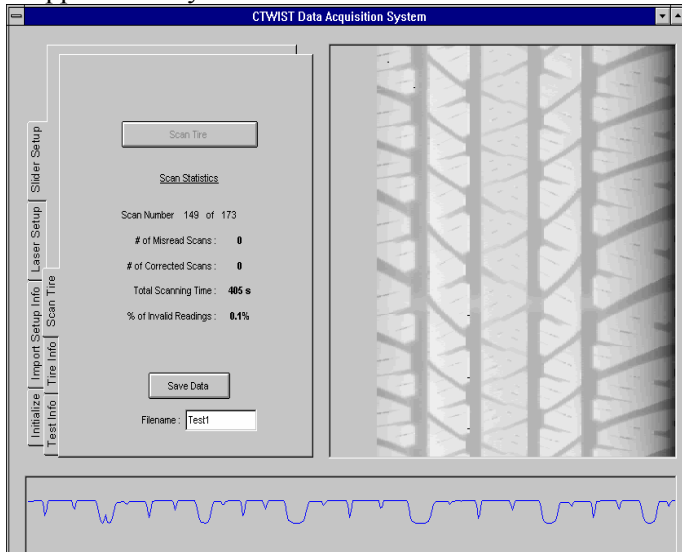 CTWIST Data Acquisition System
Slider Setup
Laser Setup
Import Setup Info
Initialize
Scan Tire
Tire Info
Test Info
Scan Tire
Scan Statistics
Scan Number 149 of 173
# of Misread Scans : 0
# of Corrected Scans : 0
Total Scanning Time : 405 s
% of Invalid Readings : 0.1%
Save Data
Filename : Test1